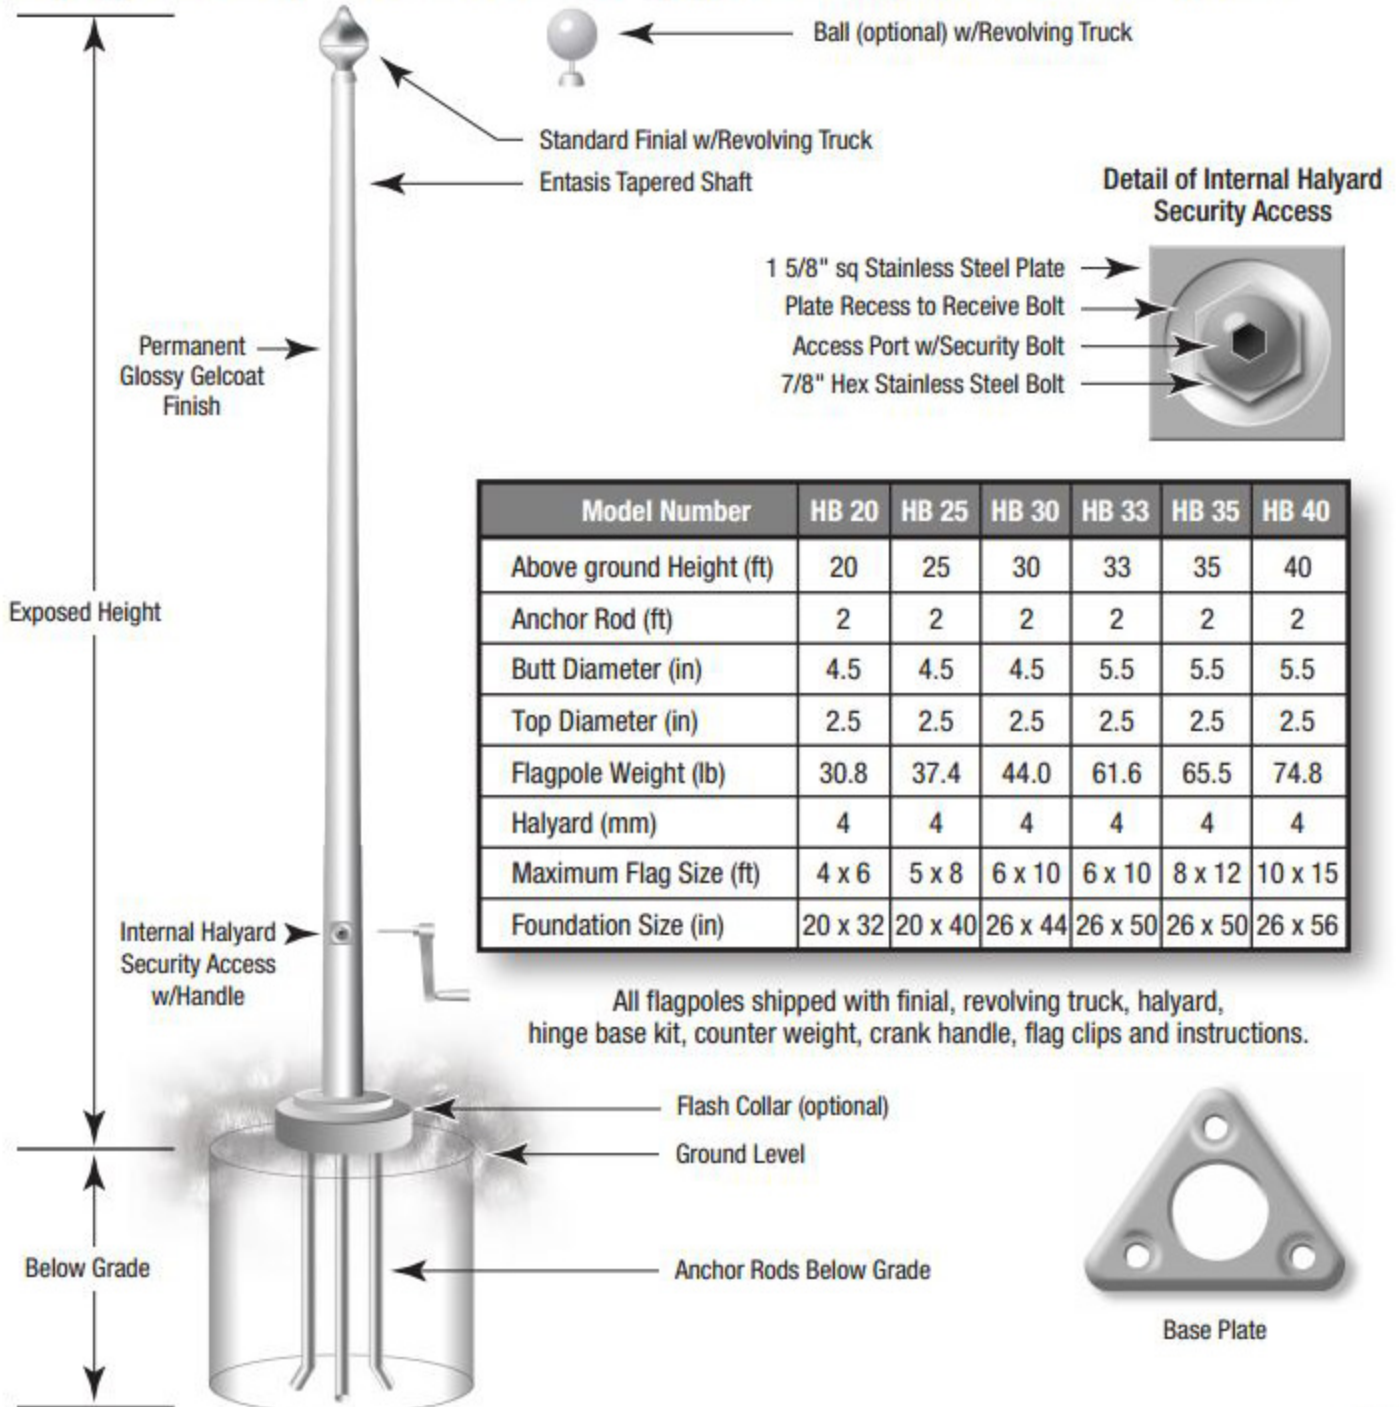 Ball (optional) w/Revolving Truck
Standard Finial w/Revolving Truck
Entasis Tapered Shaft
Detail of Internal Halyard
Security Access
1 5/8" sq Stainless Steel Plate
Plate Recess to Receive Bolt
Access Port w/Security Bolt
7/8" Hex Stainless Steel Bolt
Permanent
Glossy Gelcoat
Finish
Model Number HB 20 HB 25 HB 30 HB 33 HB 35 HB 40
Above ground Height (ft) 20 25 30 33 35 40
Anchor Rod (ft) 2 2 2 2 2 2
Butt Diameter (in) 4.5 4.5 4.5 5.5 5.5 5.5
Top Diameter (in) 2.5 2.5 2.5 2.5 2.5 2.5
Flagpole Weight (lb) 30.8 37.4 44.0 61.6 65.5 74.8
Halyard (mm) 4 4 4 4 4 4
Maximum Flag Size (ft) 4 x 6 5 x 8 6 x 10 6 x 10 8 x 12 10 x 15
Foundation Size (in) 20 x 32 20 x 40 26 x 44 26 x 50 26 x 50 26 x 56
Exposed Height
Internal Halyard
Security Access
w/Handle
All flagpoles shipped with finial, revolving truck, halyard,
hinge base kit, counter weight, crank handle, flag clips and instructions.
Flash Collar (optional)
Ground Level
Below Grade
Anchor Rods Below Grade
Base Plate